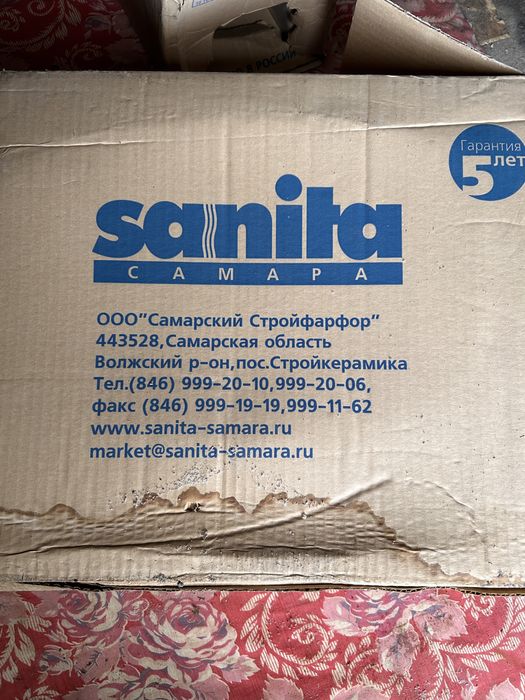 В РОССИИ
Гарантия
5 лет
sanita
САМАРА
ООО"Самарский Стройфарфор"
443528,Самарская область
Волжский р-он,пос.Стройкерамика
Тел.(846) 999-20-10,999-20-06,
факс (846) 999-19-19,999-11-62
www.sanita-samara.ru
market@sanita-samara.ru